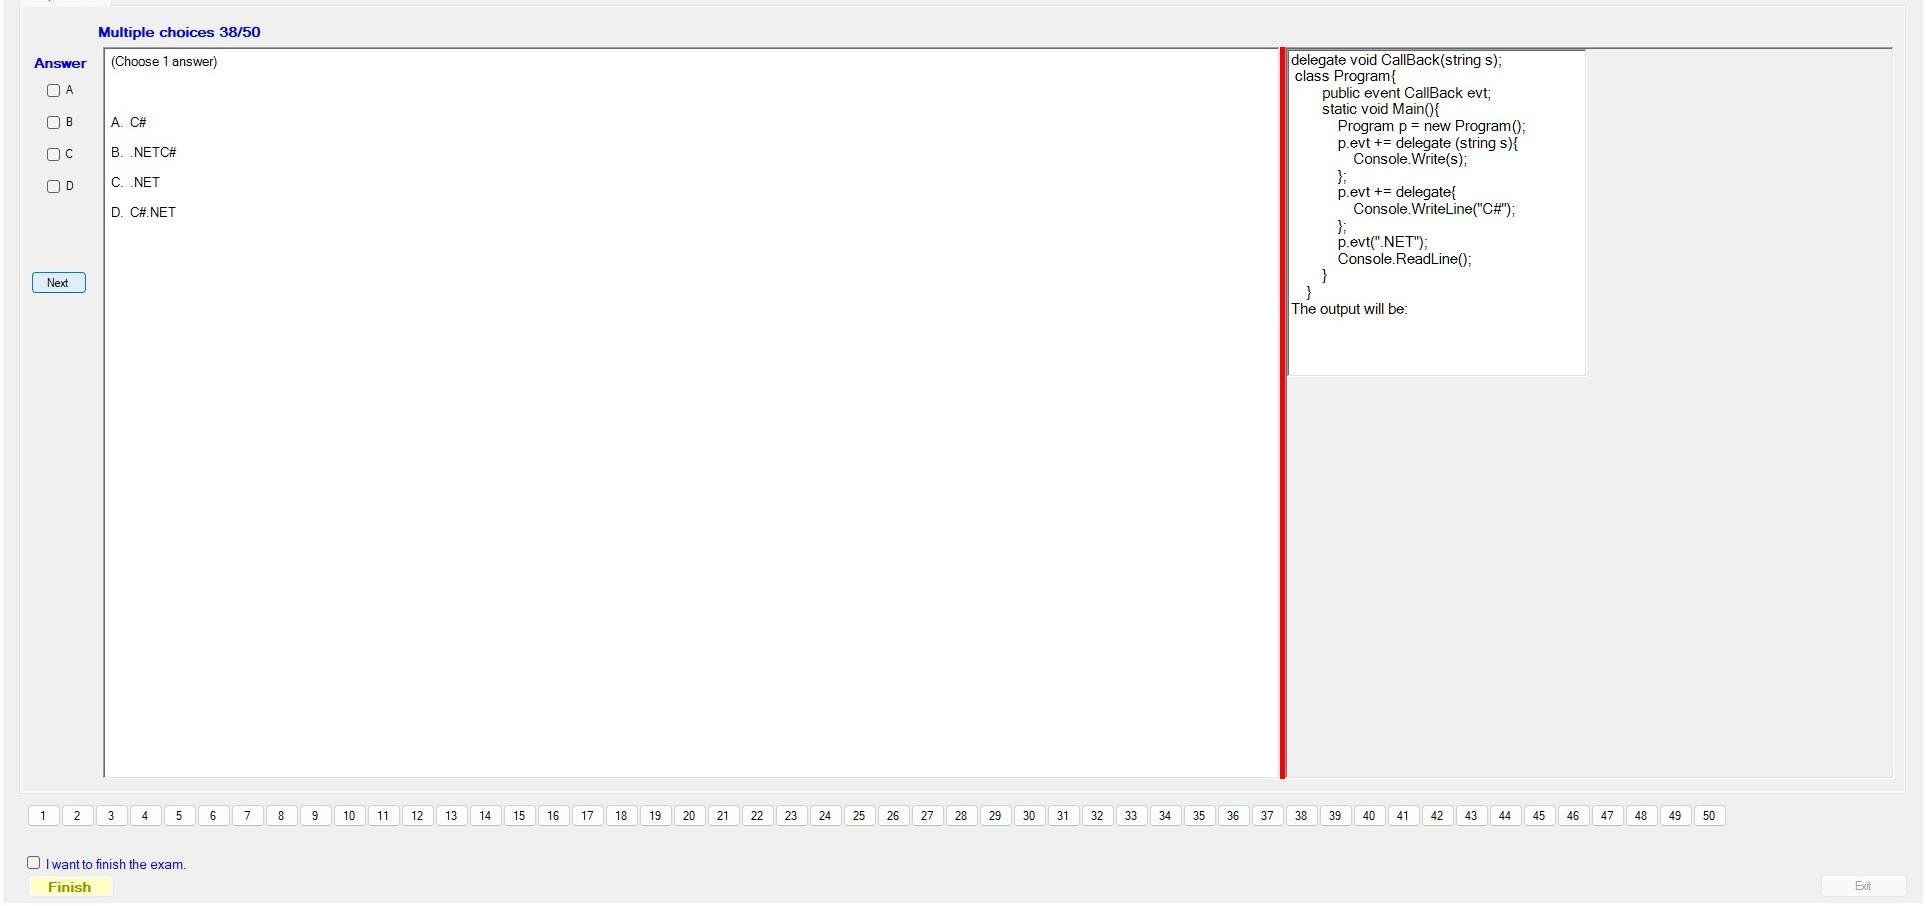 Multiple choices 38/50
Answer
A
B
C
D
Next
(Choose 1 answer)
A. C#
B. .NETC#
C. .NET
D. C#.NET
delegate void CallBack(string s);
class Program{
public event CallBack evt;
static void Main(){
Program p = new Program();
p.evt += delegate (string s){
Console.Write(s);
};
p.evt += delegate{
Console.WriteLine("C#");
};
p.evt(".NET");
Console.ReadLine();
}
}
The output will be:
1 2 3 4 5 6 7 8 9 10 11 12 13 14 15 16 17 18 19 20 21 22 23 24 25 26 27 28 29 30 31 32 33 34 35 36 37 38 39 40 41 42 43 44 45 46 47 48 49 50
I want to finish the exam.
Finish
Exit